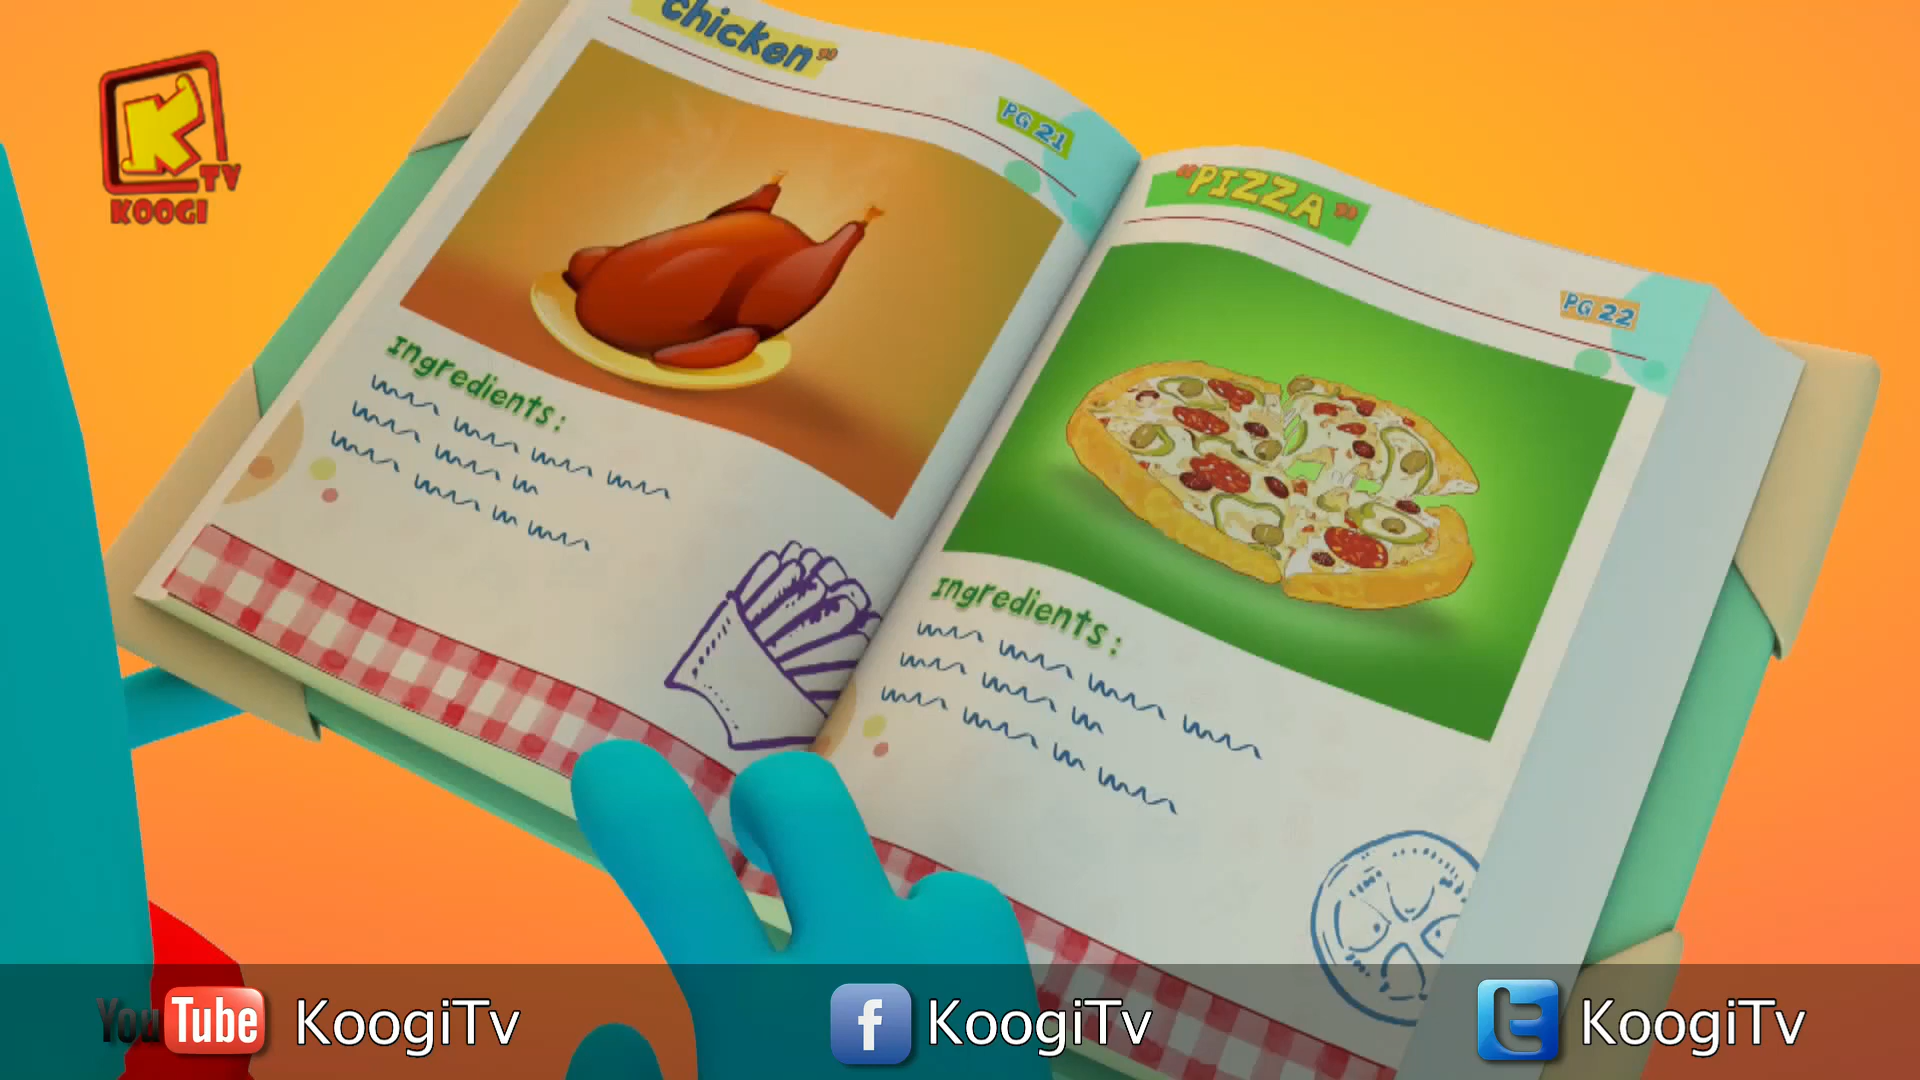 K
TV
KOOGI
chicken”
PG 21
Ingredients:
“PIZZA”
PG 22
Ingredients:
YouTube KoogiTv
f KoogiTv
t KoogiTv